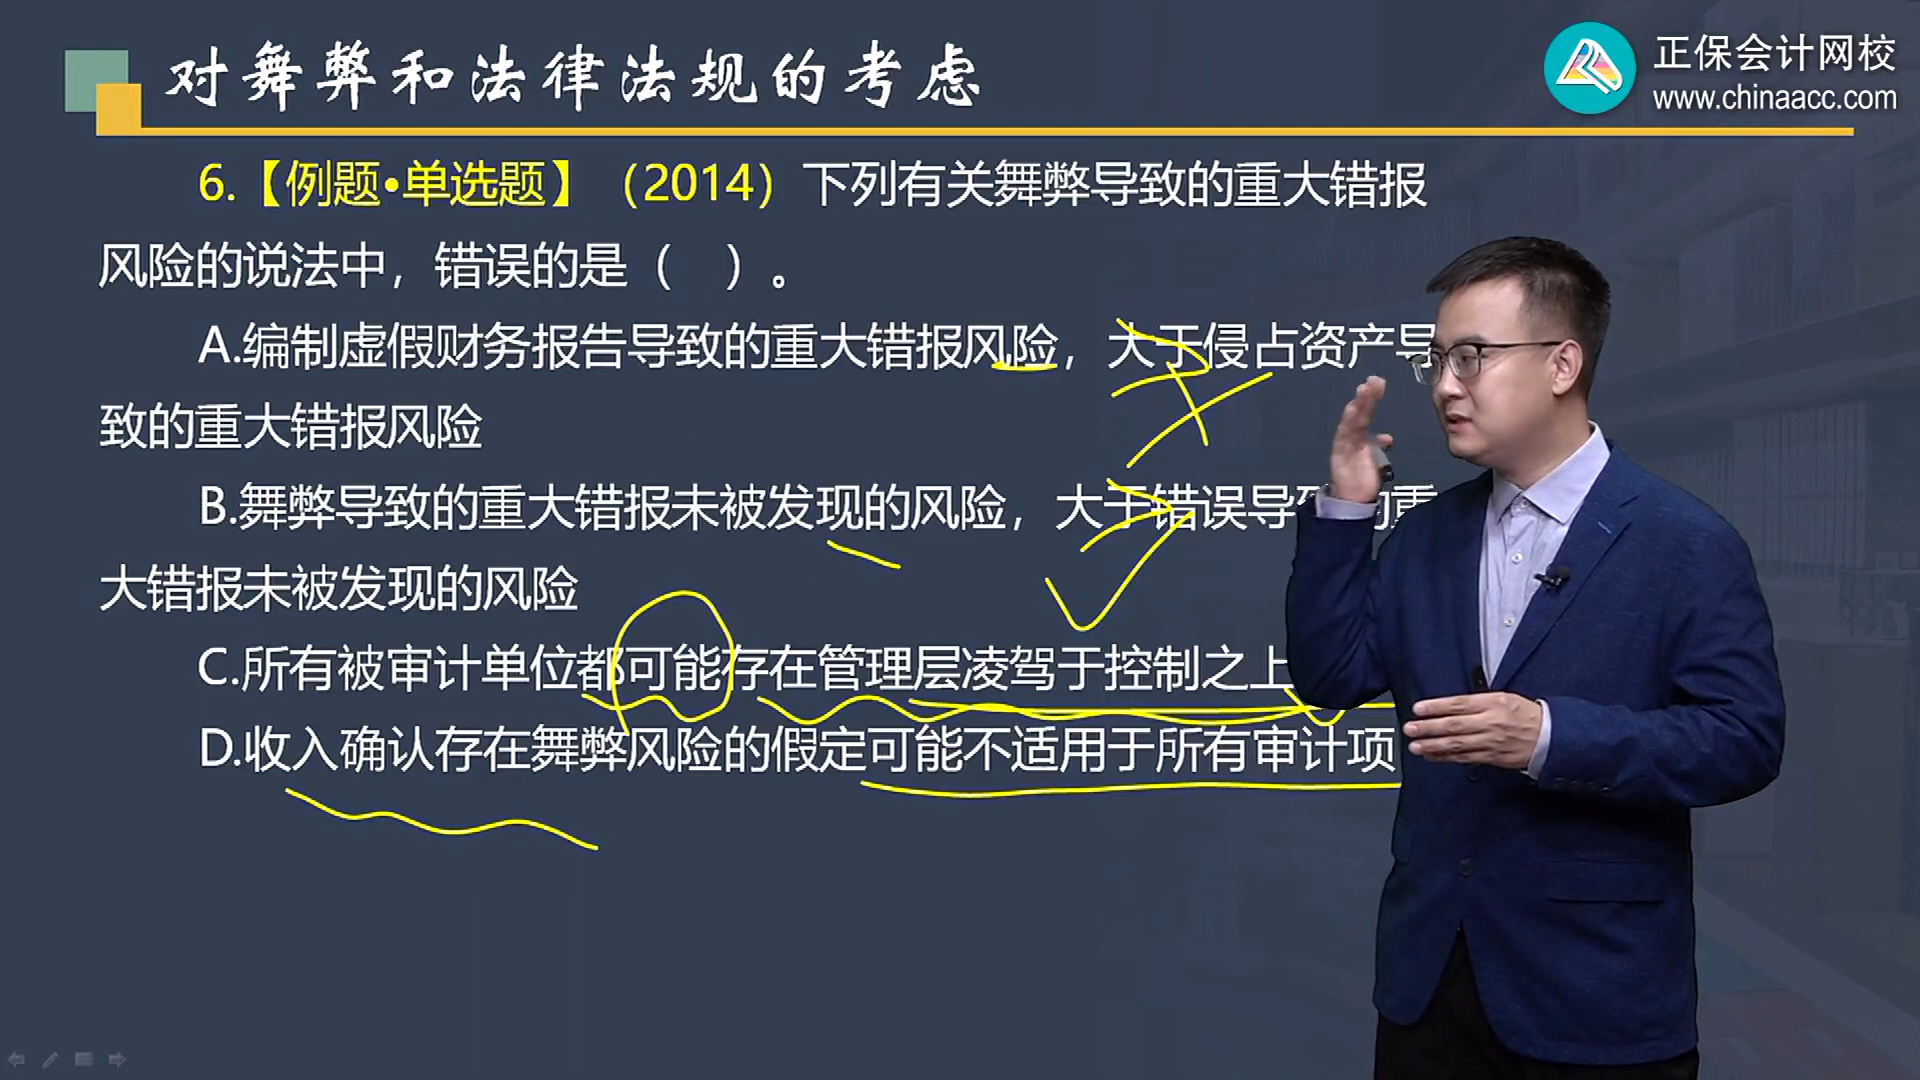 对舞弊和法律法规的考虑
正保会计网校
www.chinaacc.com
6.【例题•单选题】（2014）下列有关舞弊导致的重大错报
风险的说法中，错误的是（ ）。
A.编制虚假财务报告导致的重大错报风险，大于侵占资产导
致的重大错报风险
B.舞弊导致的重大错报未被发现的风险，大于错误导致的重
大错报未被发现的风险
C.所有被审计单位都可能存在管理层凌驾于控制之上
D.收入确认存在舞弊风险的假定可能不适用于所有审计项